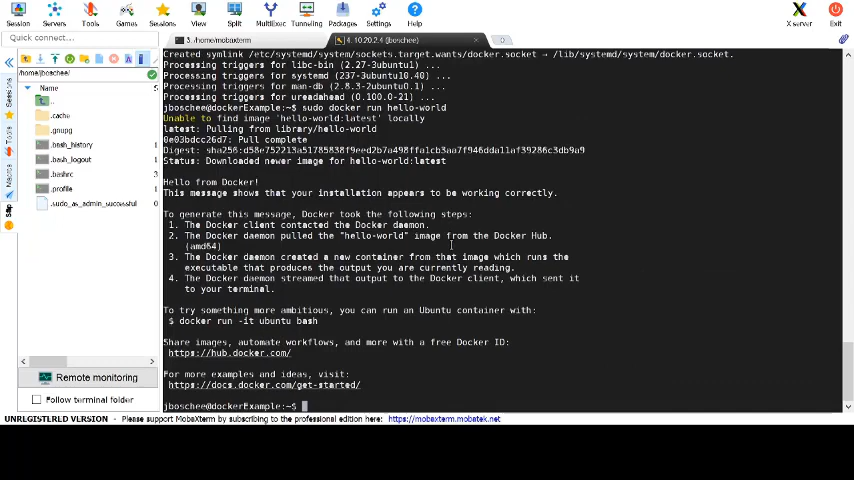 Session Servers Tools Games Sessions View Split MultiExec Tunneling Packages Settings Help X server Exit
Quick connect...
3. /home/mobaxterm
4. 10.20.2.4 (jboschee)
/home/jboschee/
Name
..
.cache
.gnupg
.bash_history 5
.bash_logout
.bashrc 3
.profile
.sudo_as_admin_successful 0
Sessions
Tools
Macros
Sftp
Remote monitoring
Follow terminal folder
Created symlink /etc/systemd/system/sockets.target.wants/docker.socket → /lib/systemd/system/docker.socket.
Processing triggers for libc-bin (2.27-3ubuntu1) ...
Processing triggers for systemd (237-3ubuntu10.40) ...
Processing triggers for man-db (2.8.3-2ubuntu0.1) ...
Processing triggers for ureadahead (0.100.0-21) ...
jboschee@dockerExample:~$ sudo docker run hello-world
Unable to find image 'hello-world:latest' locally
latest: Pulling from library/hello-world
0e03bdcc26d7: Pull complete
Digest: sha256:d58e752213a51785838f9eed2b7a498ffa1cb3aa7f946dda11af39286c3db9a9
Status: Downloaded newer image for hello-world:latest
Hello from Docker!
This message shows that your installation appears to be working correctly.
To generate this message, Docker took the following steps:
1. The Docker client contacted the Docker daemon.
2. The Docker daemon pulled the "hello-world" image from the Docker Hub.
(amd64)
3. The Docker daemon created a new container from that image which runs the
executable that produces the output you are currently reading.
4. The Docker daemon streamed that output to the Docker client, which sent it
to your terminal.
To try something more ambitious, you can run an Ubuntu container with:
$ docker run -it ubuntu bash
Share images, automate workflows, and more with a free Docker ID:
https://hub.docker.com/
For more examples and ideas, visit:
https://docs.docker.com/get-started/
jboschee@dockerExample:~$
UNREGISTERED VERSION - Please support MobaXterm by subscribing to the professional edition here: https://mobaxterm.mobatek.net